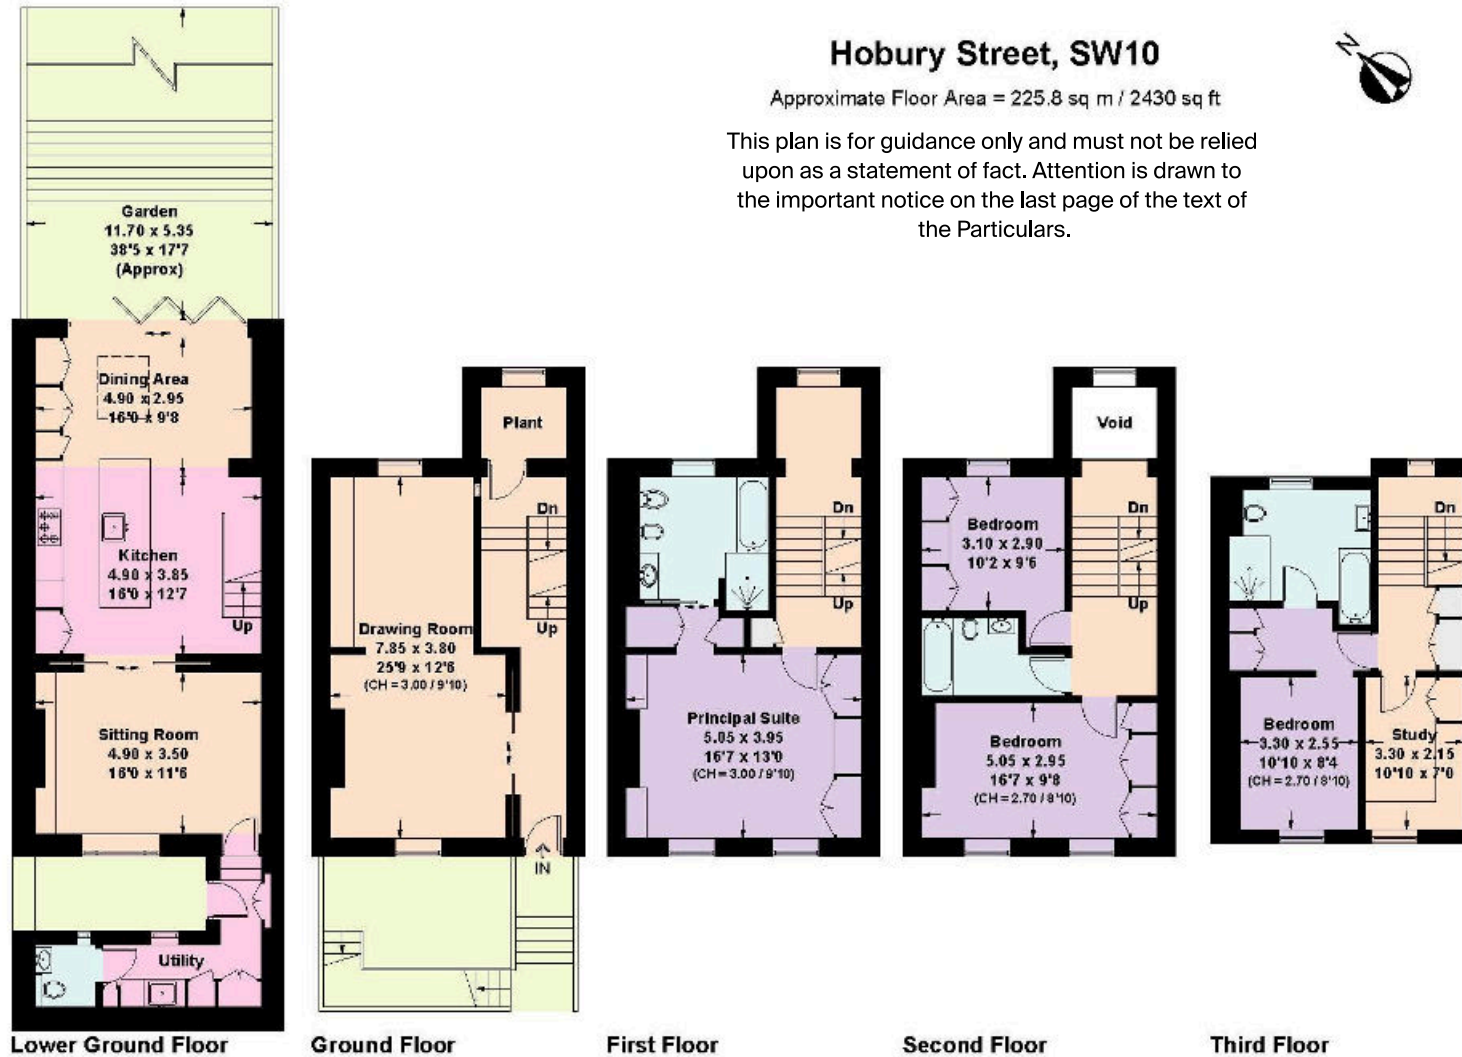 Hobury Street, SW10
Approximate Floor Area = 225.8 sq m / 2430 sq ft
This plan is for guidance only and must not be relied
upon as a statement of fact. Attention is drawn to
the important notice on the last page of the text of
the Particulars.
N
Garden
11.70 x 5.35
38'5 x 17'7
(Approx)
Dining Area
4.90 x 2.95
16'0 x 9'8
Kitchen
4.90 x 3.85
16'0 x 12'7
Up
Sitting Room
4.90 x 3.50
16'0 x 11'6
Utility
Lower Ground Floor
Plant
Dn
Up
Drawing Room
7.85 x 3.80
25'9 x 12'6
(CH = 3.00 / 9'10)
IN
Ground Floor
Dn
Up
Principal Suite
5.05 x 3.95
16'7 x 13'0
(CH = 3.00 / 9'10)
First Floor
Void
Bedroom
3.10 x 2.90
10'2 x 9'6
Dn
Up
Bedroom
5.05 x 2.95
16'7 x 9'8
(CH = 2.70 / 8'10)
Second Floor
Dn
Bedroom
3.30 x 2.55
10'10 x 8'4
(CH = 2.70 / 8'10)
Study
3.30 x 2.15
10'10 x 7'0
Third Floor